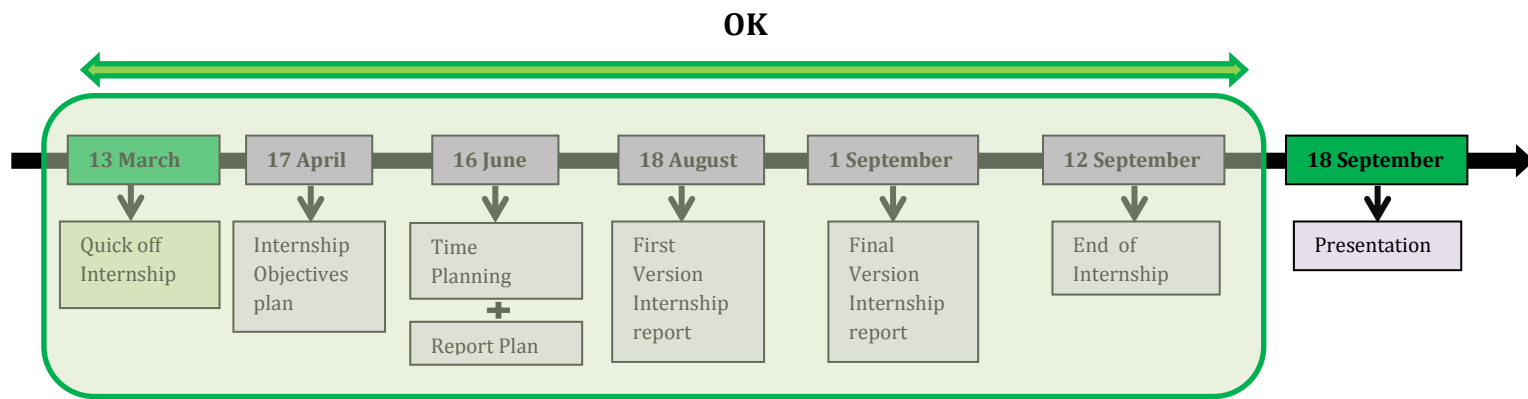 OK
13 March
17 April
16 June
18 August
1 September
12 September
18 September
Quick off
Internship
Internship
Objectives
plan
Time
Planning
+
Report Plan
First
Version
Internship
report
Final
Version
Internship
report
End of
Internship
Presentation